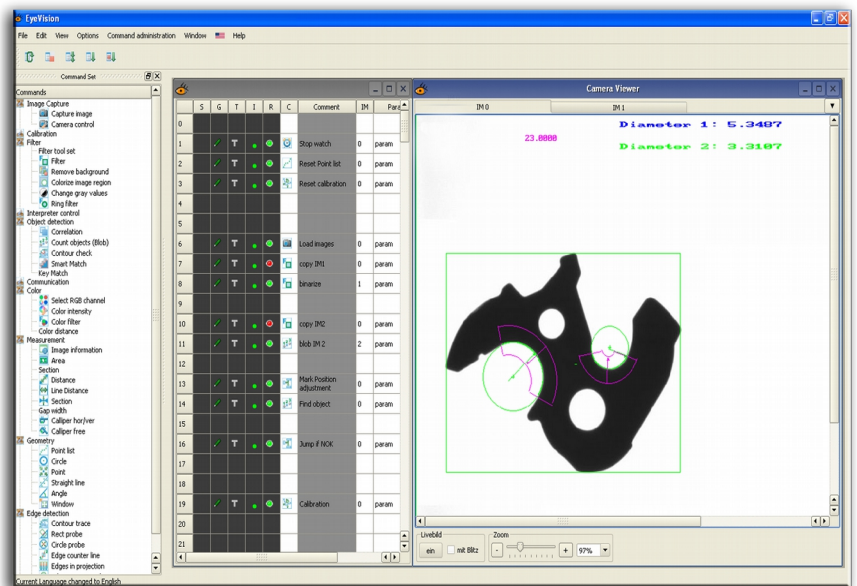 EyeVision
File Edit View Options Command administration Window Help
Command Set
Commands
Image Capture
Capture image
Camera control
Calibration
Filter
Filter tool set
Filter
Remove background
Colorize image region
Change gray values
Ring filter
Interpreter control
Object detection
Correlation
Count objects (Blob)
Contour check
Smart Match
Key Match
Communication
Color
Select RGB channel
Color intensity
Color filter
Color distance
Measurement
Image information
Area
Section
Distance
Line Distance
Section
Gap width
Calliper hor/ver
Calliper free
Geometry
Point list
Circle
Point
Straight line
Angle
Window
Edge detection
Contour trace
Rect probe
Circle probe
Edge counter line
Edges in projection
Current Language changed to English
S G T I R C Comment IM Para
0
1 T Stop watch 0 param
2 T Reset Point list 0 param
3 T Reset calibration 0 param
4
5
6 T Load images 0 param
7 T copy IM1 0 param
8 T binarize 1 param
9
10 T copy IM2 0 param
11 T blob IM 2 2 param
12
13 T Mark Position adjustment 0 param
14 T Find object 0 param
15
16 T Jump if NOK 0 param
17
18
19 T Calibration 0 param
20
21
Camera Viewer
IM 0 IM 1
Diameter 1: 5.3487
23.0000
Diameter 2: 3.3107
Livebild Zoom
ein mit Blitz - + 97%